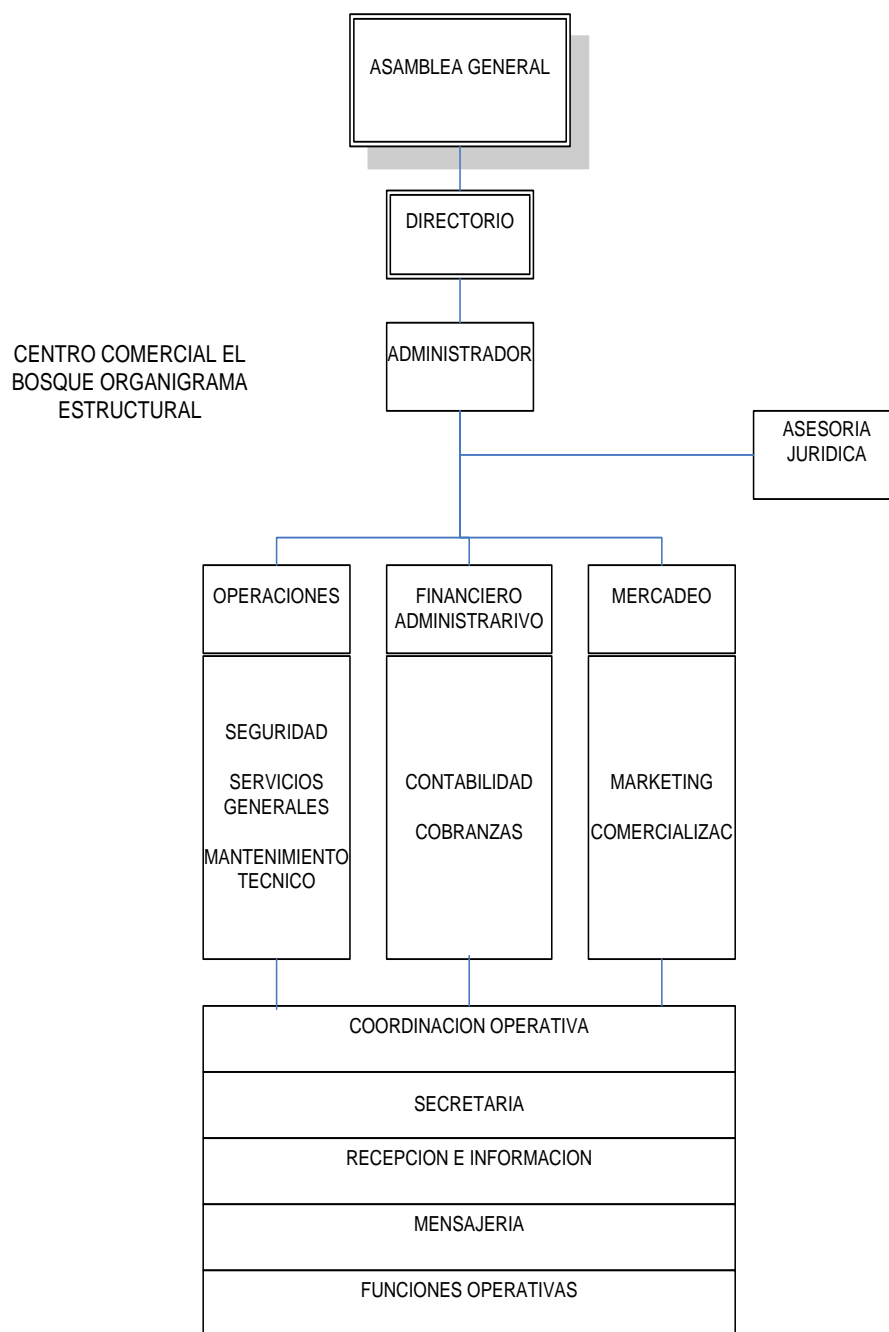 ASAMBLEA GENERAL
DIRECTORIO
ADMINISTRADOR
CENTRO COMERCIAL EL
BOSQUE ORGANIGRAMA
ESTRUCTURAL
ASESORIA
JURIDICA
OPERACIONES
FINANCIERO
ADMINISTRARIVO
MERCADEO
SEGURIDAD
SERVICIOS
GENERALES
MANTENIMIENTO
TECNICO
CONTABILIDAD
COBRANZAS
MARKETING
COMERCIALIZAC
COORDINACION OPERATIVA
SECRETARIA
RECEPCION E INFORMACION
MENSAJERIA
FUNCIONES OPERATIVAS